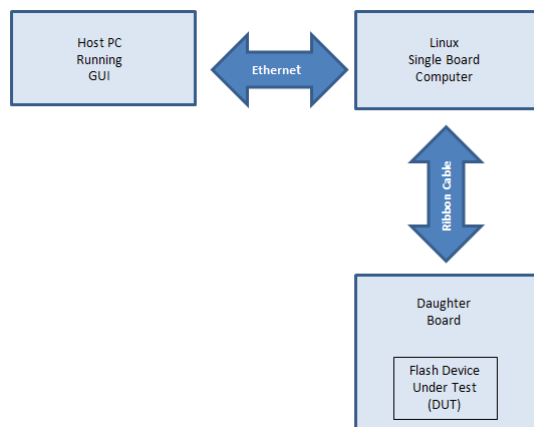 Host PC
Running
GUI
Ethernet
Linux
Single Board
Computer
Ribbon Cable
Daughter
Board
Flash Device
Under Test
(DUT)